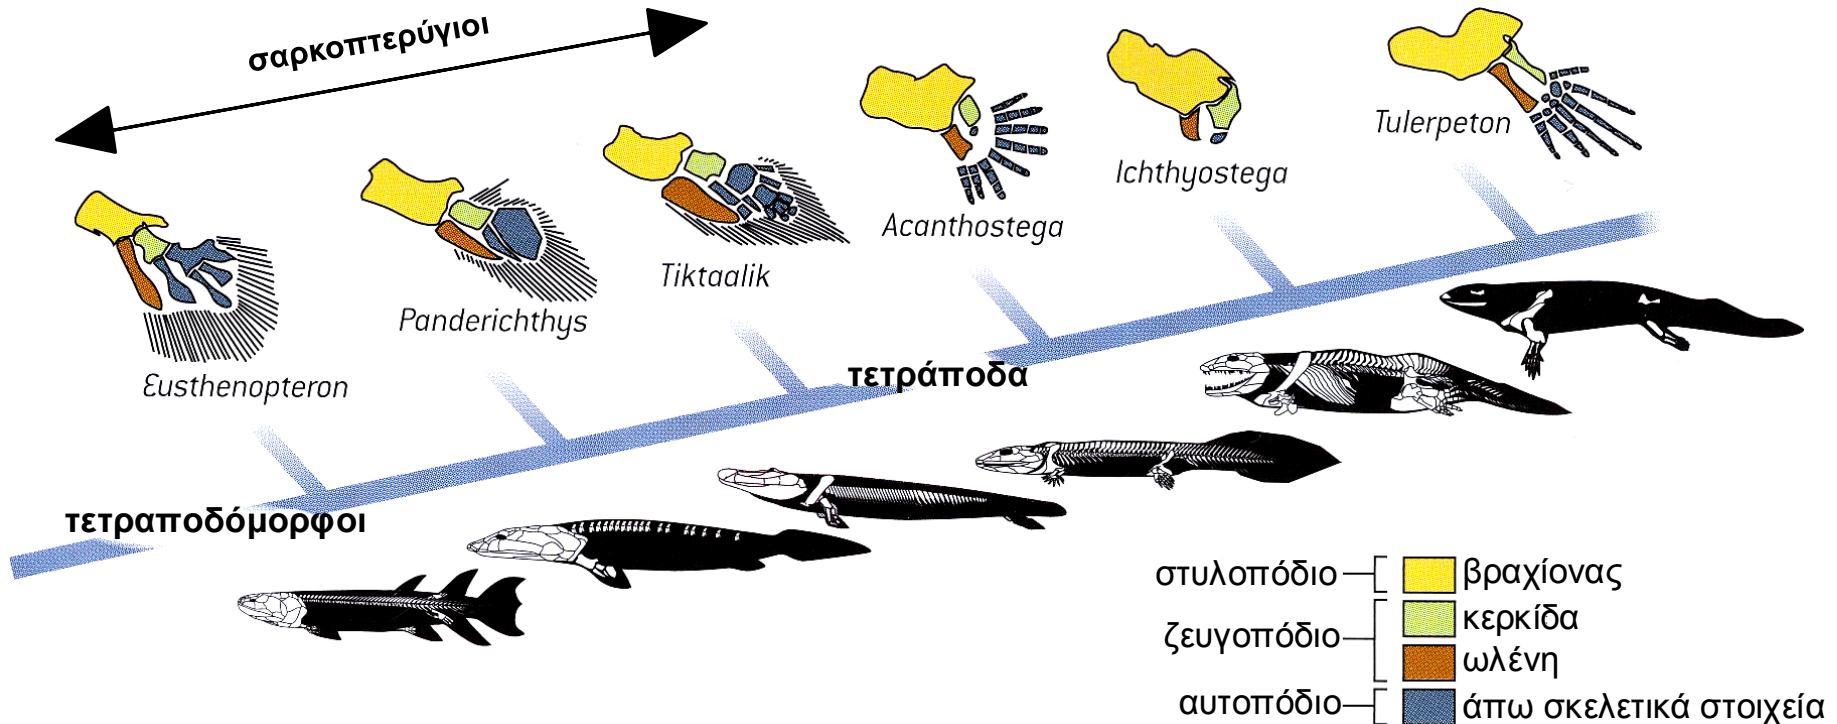 σαρκοπτερύγιοι
Eusthenopteron
Panderichthys
Tiktaalik
Acanthostega
Ichthyostega
Tulerpeton
τετραποδόμορφοι
τετράποδα
στυλοπόδιο
βραχίονας
ζευγοπόδιο
κερκίδα
ωλένη
αυτοπόδιο
άπω σκελετικά στοιχεία